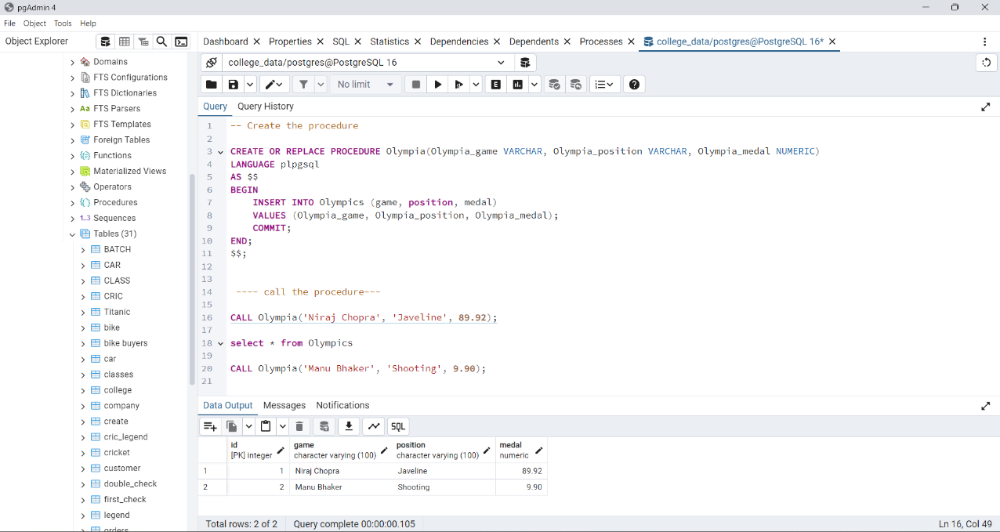 pgAdmin 4
File Object Tools Help
Object Explorer
Dashboard Properties SQL Statistics Dependencies Dependents Processes college_data/postgres@PostgreSQL 16*
college_data/postgres@PostgreSQL 16
No limit
E
Query Query History
Domains
FTS Configurations
FTS Dictionaries
Aa FTS Parsers
FTS Templates
Foreign Tables
Functions
Materialized Views
Operators
Procedures
1..3 Sequences
Tables (31)
BATCH
CAR
CLASS
CRIC
Titanic
bike
bike buyers
car
classes
college
company
create
cric_legend
cricket
customer
double_check
first_check
legend
orders
1 -- Create the procedure
2
3 CREATE OR REPLACE PROCEDURE Olympia(Olympia_game VARCHAR, Olympia_position VARCHAR, Olympia_medal NUMERIC)
4 LANGUAGE plpgsql
5 AS $$
6 BEGIN
7 INSERT INTO Olympics (game, position, medal)
8 VALUES (Olympia_game, Olympia_position, Olympia_medal);
9 COMMIT;
10 END;
11 $$;
12
13
14 ---- call the procedure---
15
16 CALL Olympia('Niraj Chopra', 'Javeline', 89.92);
17
18 select * from Olympics
19
20 CALL Olympia('Manu Bhaker', 'Shooting', 9.90);
21
Data Output Messages Notifications
SQL
id game position medal
[PK] integer character varying (100) character varying (100) numeric
1 1 Niraj Chopra Javeline 89.92
2 2 Manu Bhaker Shooting 9.90
Total rows: 2 of 2 Query complete 00:00:00.105 Ln 16, Col 49